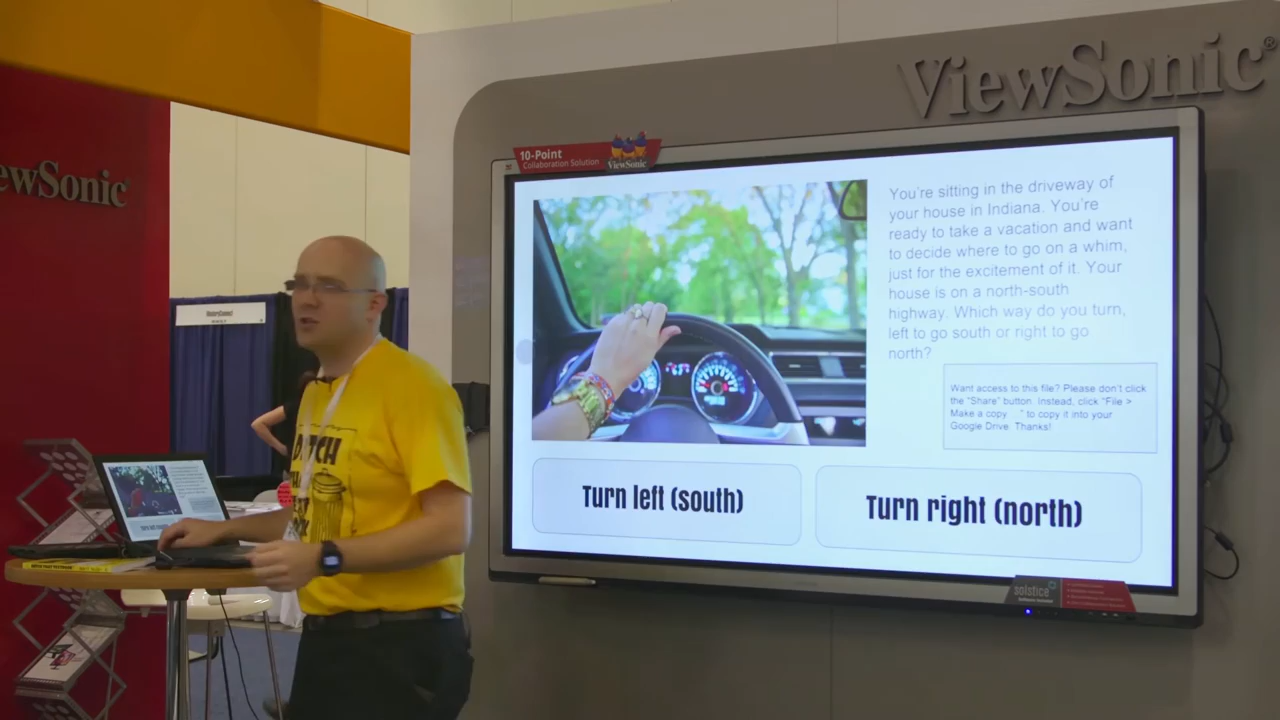 ViewSonic®
ewSonic®
10-Point
Collaboration Solution
ViewSonic
You're sitting in the driveway of
your house in Indiana. You're
ready to take a vacation and want
to decide where to go on a whim,
just for the excitement of it. Your
house is on a north-south
highway. Which way do you turn,
left to go south or right to go
north?
Want access to this file? Please don't click
the "Share" button. Instead, click "File >
Make a copy    " to copy it into your
Google Drive. Thanks!
Turn left (south)
Turn right (north)
solstice